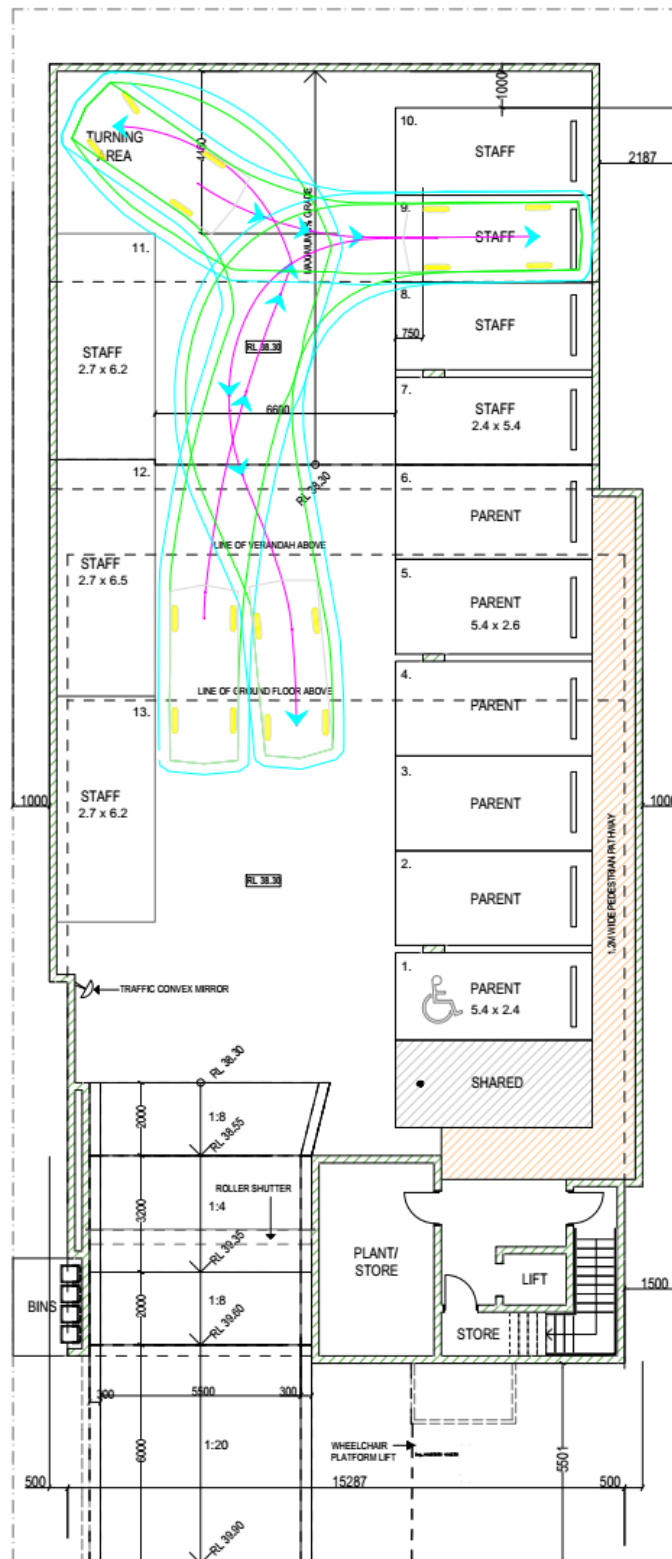 1000
10.
TURNING
AREA
STAFF
4460
2187
9.
STAFF
11.
8.
STAFF
750
RL 38.30
STAFF
2.7 x 6.2
7.
STAFF
2.4 x 5.4
6600
12.
6.
RL 38.30
PARENT
LINE OF VERANDAH ABOVE
STAFF
2.7 x 6.5
5.
PARENT
5.4 x 2.6
4.
LINE OF GROUND FLOOR ABOVE
PARENT
13.
STAFF
2.7 x 6.2
1000
3.
PARENT
1000
2.
PARENT
RL 38.30
1.2M WIDE PEDESTRIAN PATHWAY
1.
PARENT
5.4 x 2.4
TRAFFIC CONVEX MIRROR
RL 38.30
SHARED
2000
1:8
RL 38.55
ROLLER SHUTTER
3200
1:4
RL 39.35
PLANT/
STORE
LIFT
1500
BINS
2000
1:8
RL 39.60
STORE
300
5500
300
6000
1:20
WHEELCHAIR
PLATFORM LIFT
5501
500
15287
500
RL 39.90